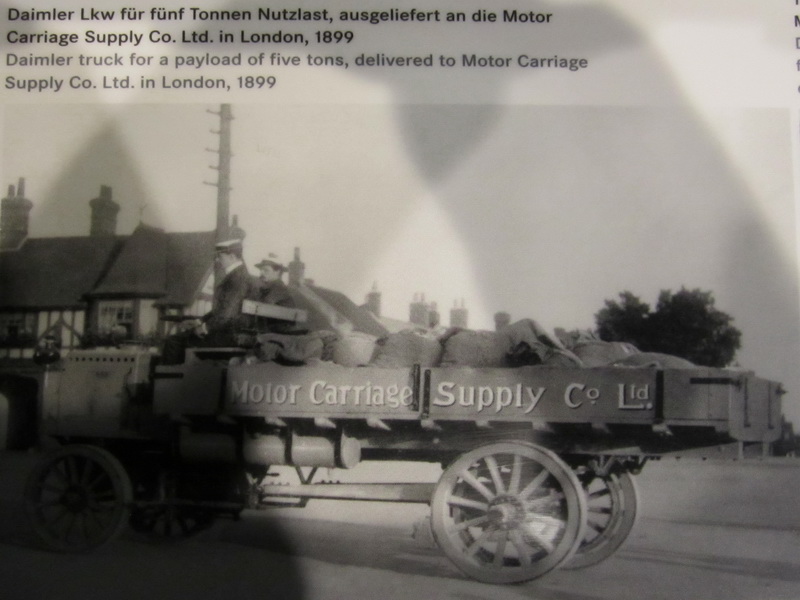 Daimler Lkw für fünf Tonnen Nutzlast, ausgeliefert an die Motor
Carriage Supply Co. Ltd. in London, 1899
Daimler truck for a payload of five tons, delivered to Motor Carriage
Supply Co. Ltd. in London, 1899
Motor Carriage Supply Co Ltd.